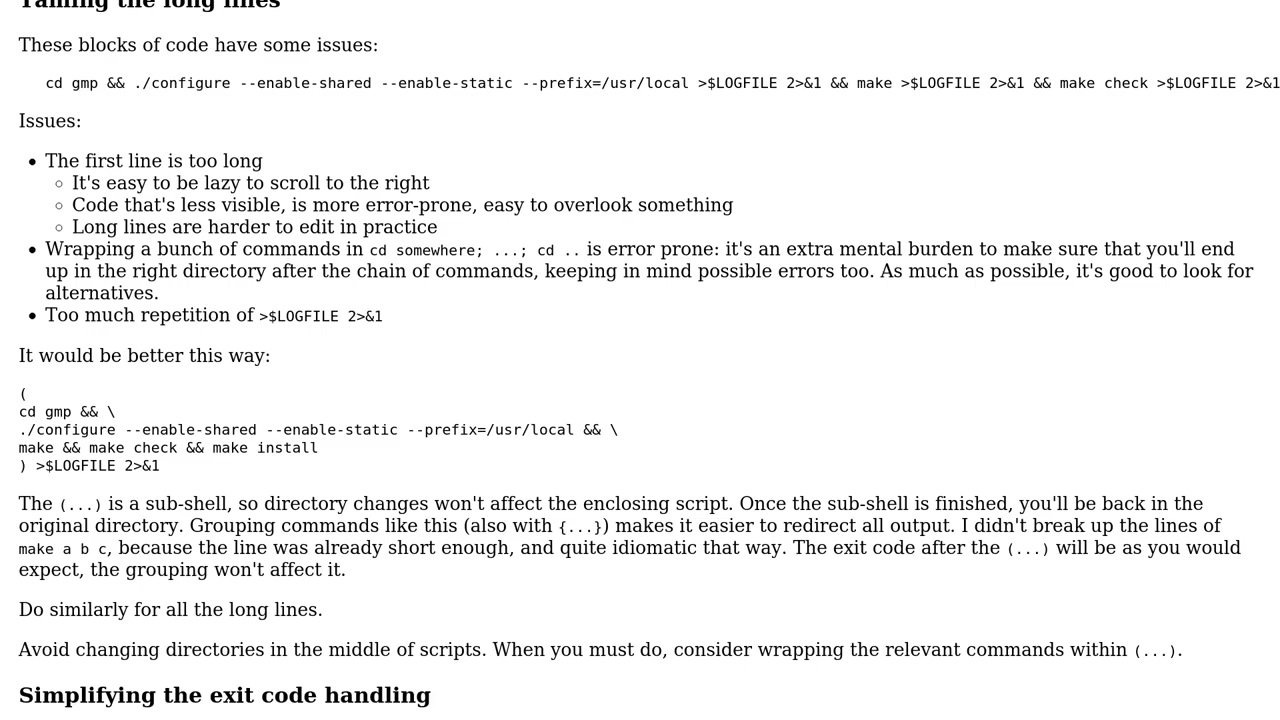 Taming the long lines
These blocks of code have some issues:
cd gmp && ./configure --enable-shared --enable-static --prefix=/usr/local >$LOGFILE 2>&1 && make >$LOGFILE 2>&1 && make check >$LOGFILE 2>&1
Issues:
• The first line is too long
◦ It's easy to be lazy to scroll to the right
◦ Code that's less visible, is more error-prone, easy to overlook something
◦ Long lines are harder to edit in practice
• Wrapping a bunch of commands in cd somewhere; ...; cd .. is error prone: it's an extra mental burden to make sure that you'll end
up in the right directory after the chain of commands, keeping in mind possible errors too. As much as possible, it's good to look for
alternatives.
• Too much repetition of >$LOGFILE 2>&1
It would be better this way:
(
cd gmp && \
./configure --enable-shared --enable-static --prefix=/usr/local && \
make && make check && make install
) >$LOGFILE 2>&1
The (...) is a sub-shell, so directory changes won't affect the enclosing script. Once the sub-shell is finished, you'll be back in the
original directory. Grouping commands like this (also with {...}) makes it easier to redirect all output. I didn't break up the lines of
make a b c, because the line was already short enough, and quite idiomatic that way. The exit code after the (...) will be as you would
expect, the grouping won't affect it.
Do similarly for all the long lines.
Avoid changing directories in the middle of scripts. When you must do, consider wrapping the relevant commands within (...).
Simplifying the exit code handling